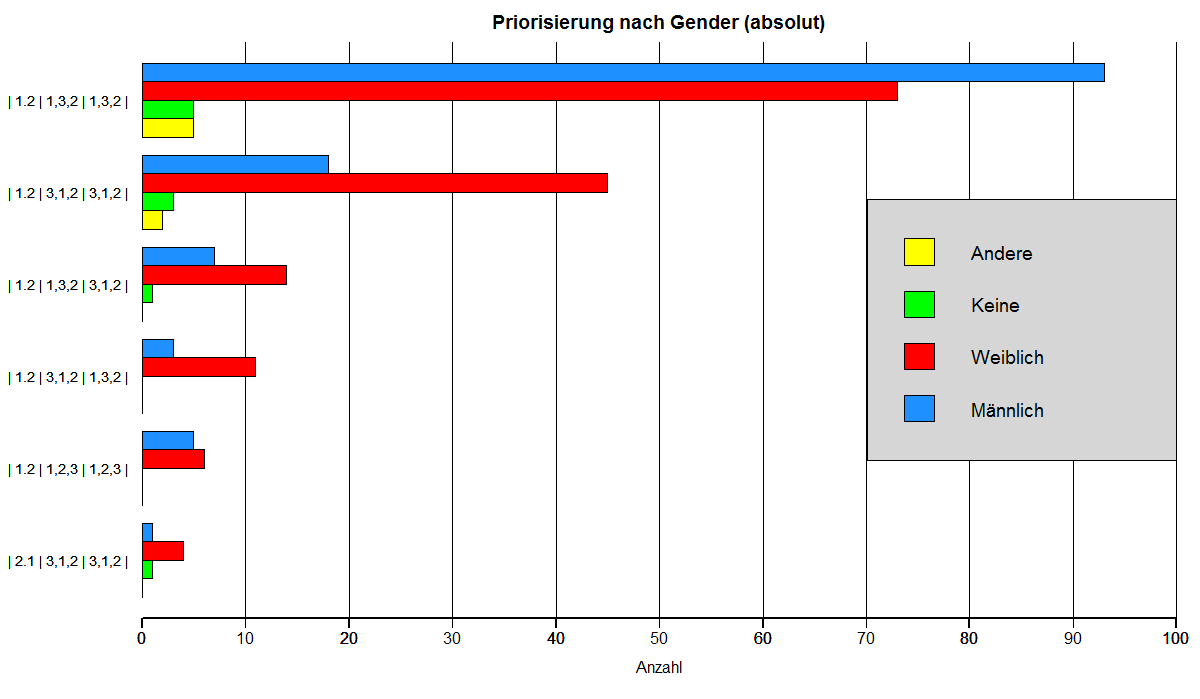 Priorisierung nach Gender (absolut)
| 1.2 | 1,3,2 | 1,3,2 |
| 1.2 | 3,1,2 | 3,1,2 |
| 1.2 | 1,3,2 | 3,1,2 |
| 1.2 | 3,1,2 | 1,3,2 |
| 1.2 | 1,2,3 | 1,2,3 |
| 2.1 | 3,1,2 | 3,1,2 |
Andere
Keine
Weiblich
Männlich
0 10 20 30 40 50 60 70 80 90 100
Anzahl